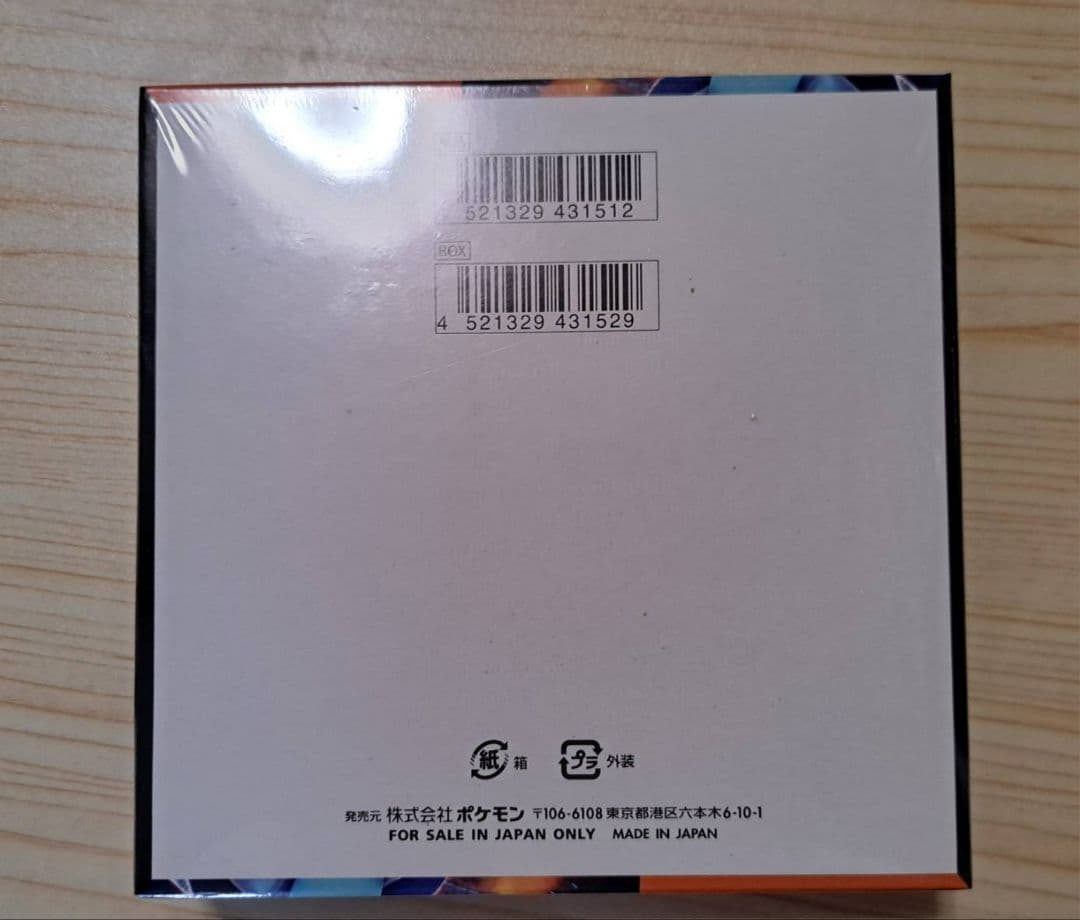 521329 431512
BOX
4 521329 431529
紙 箱 プラ 外装
発売元 株式会社 ポケモン 〒106-6108 東京都港区六本木6-10-1
FOR SALE IN JAPAN ONLY MADE IN JAPAN